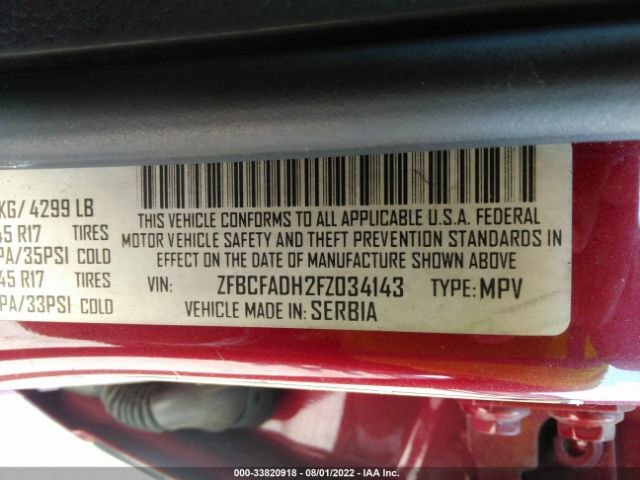 KG/ 4299 LB
45 R17 TIRES
PA/35PSI COLD
45 R17 TIRES
PA/33PSI COLD
THIS VEHICLE CONFORMS TO ALL APPLICABLE U.S.A. FEDERAL
MOTOR VEHICLE SAFETY AND THEFT PREVENTION STANDARDS IN
EFFECT ON THE DATE OF MANUFACTURE SHOWN ABOVE
VIN: ZFBCFADH2FZ034143 TYPE: MPV
VEHICLE MADE IN: SERBIA
000-33820918 - 08/01/2022 - IAA Inc.